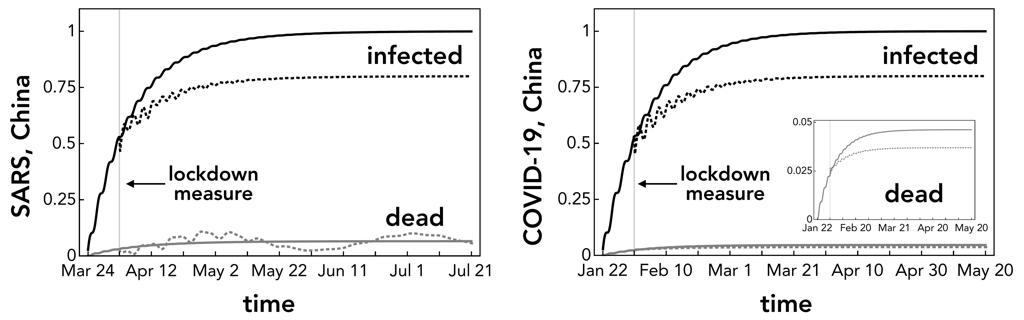 SARS, China
1
0.75
0.5
0.25
0
infected
lockdown
measure
dead
Mar 24 Apr 12 May 2 May 22 Jun 11 Jul 1 Jul 21
time
COVID-19, China
1
0.75
0.5
0.25
0
infected
lockdown
measure
0.05
0.025
0
dead
Jan 22 Feb 20 Mar 21 Apr 20 May 20
Jan 22 Feb 10 Mar 1 Mar 21 Apr 10 Apr 30 May 20
time